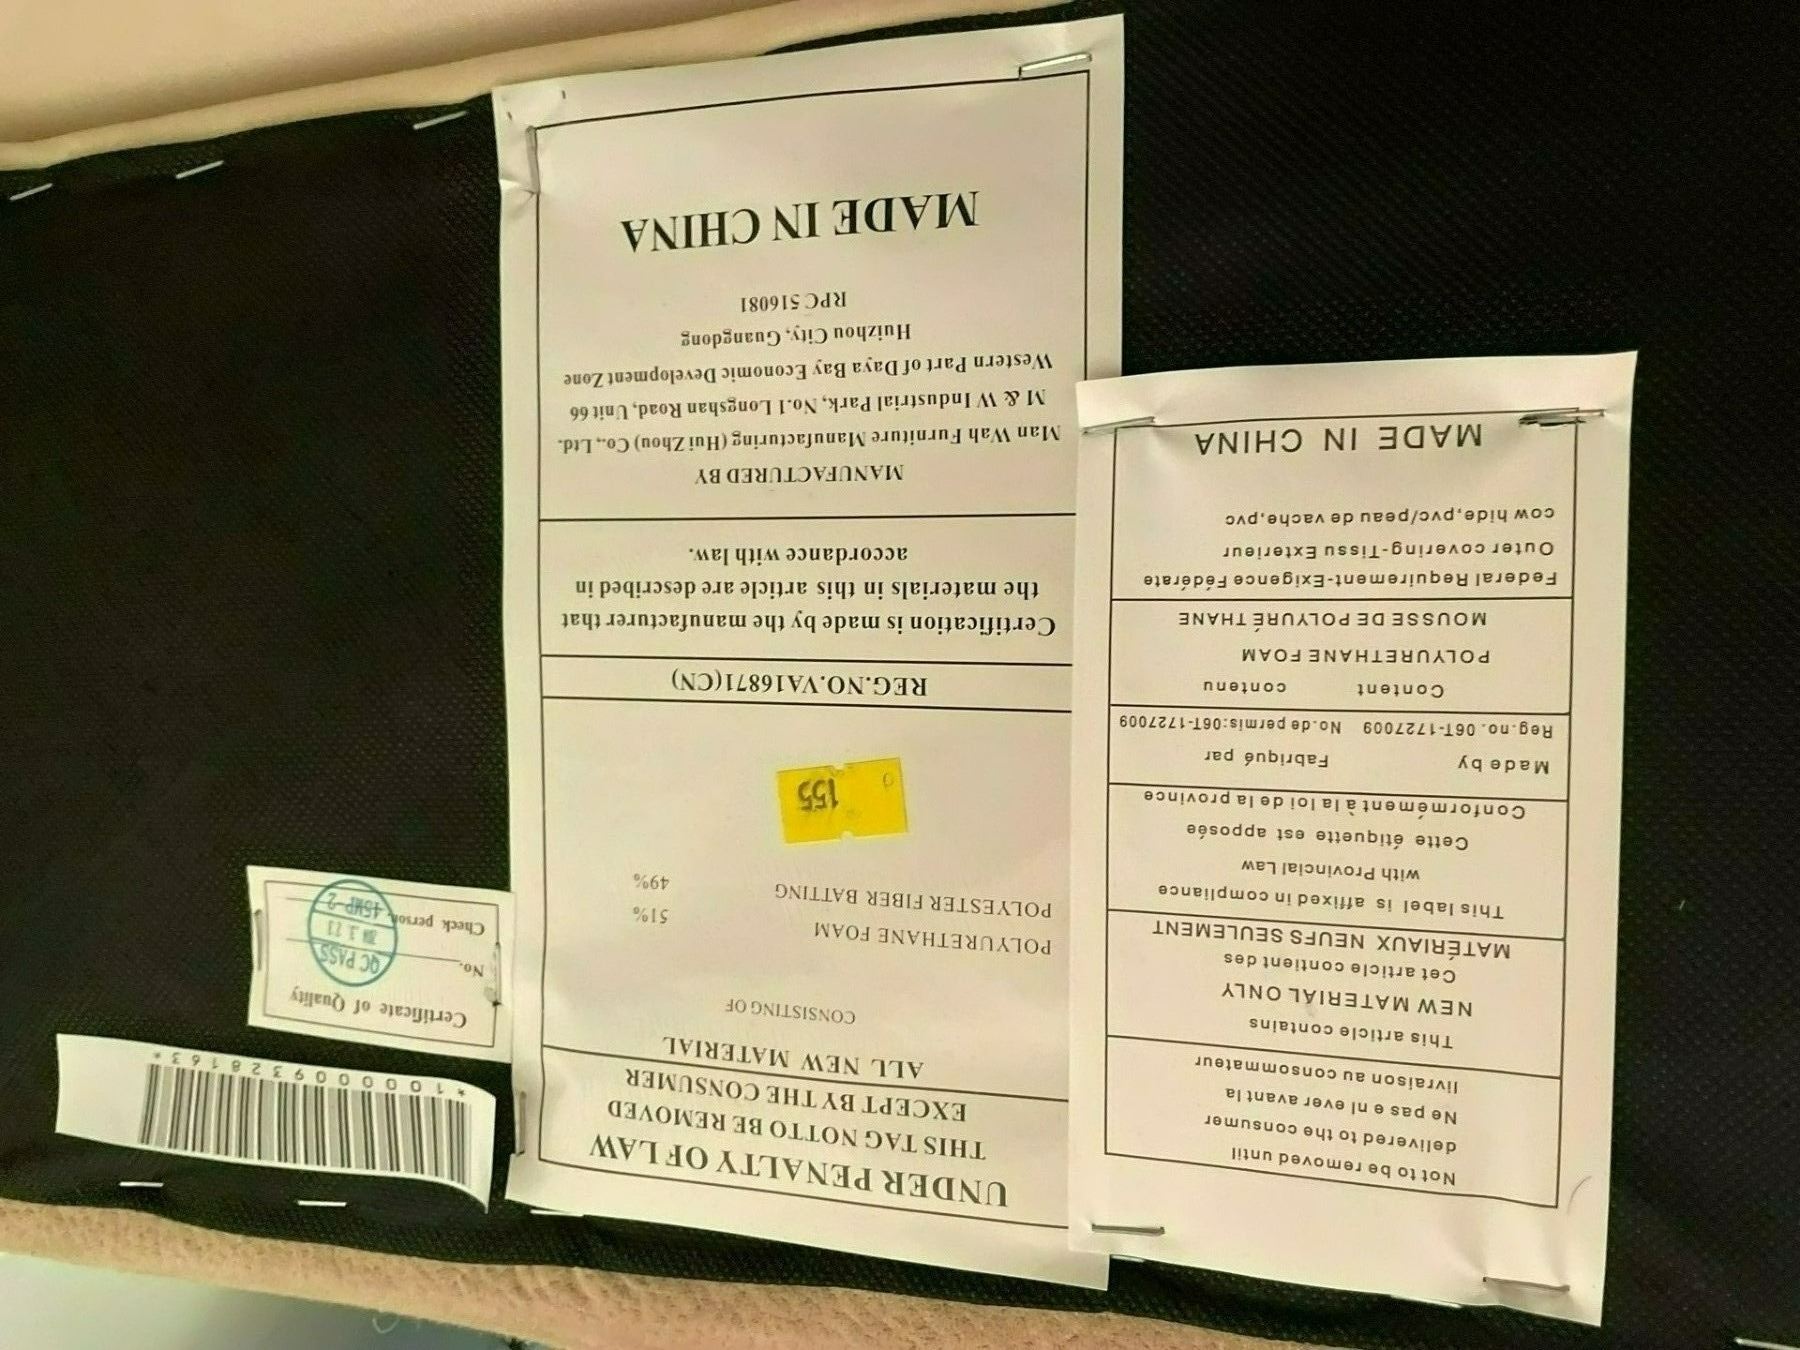 UNDER PENALTY OF LAW
THIS TAG NOTTO BE REMOVED
EXCEPT BY THE CONSUMER
ALL NEW MATERIAL
CONSISTING OF
POLYURETHANE FOAM 51%
POLYESTER FIBER BATTING 49%
155
REG.NO.VA16871(CN)
Certification is made by the manufacturer that
the materials in this article are described in
accordance with law.
MANUFACTURED BY
Man Wah Furniture Manufacturing (Hui Zhou) Co., Ltd.
M & W Industrial Park, No.1 Longshan Road, Unit 66
Western Part of Daya Bay Economic Development Zone
Huizhou City, Guangdong
RPC 516081
MADE IN CHINA
Not to be removed until
delivered to the consumer
Ne pas e nl ever avant la
livraison au consommateur
This article contains
NEW MATERIAL ONLY
Cet article contient des
MATÉRIAUX NEUFS SEULEMENT
This label is affixed in compliance
with Provincial Law
Cette étiquette est apposée
Conformément à la loi de la province
Made by Fabriqué par
Reg.no. 06T-1727009 No.de permis:06T-1727009
Content contenu
POLYURETHANE FOAM
MOUSSE DE POLYURÉTHANE
Federal Requirement-Exigence Fédérate
Outer covering-Tissu Exterieur
cow hide,pvc/peau de vache,pvc
MADE IN CHINA
Certificate of Quality
No.
QC PASS
Check person
45WP-2
*1000009328163*